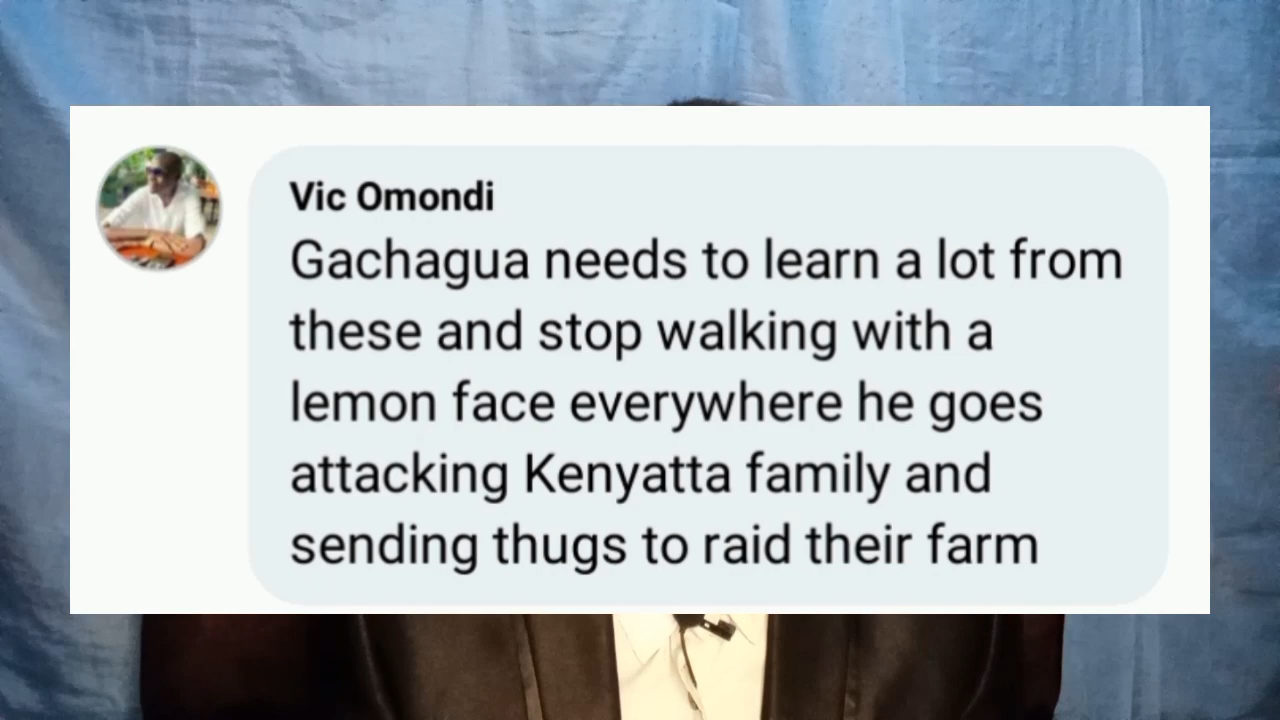 Vic Omondi
Gachagua needs to learn a lot from
these and stop walking with a
lemon face everywhere he goes
attacking Kenyatta family and
sending thugs to raid their farm